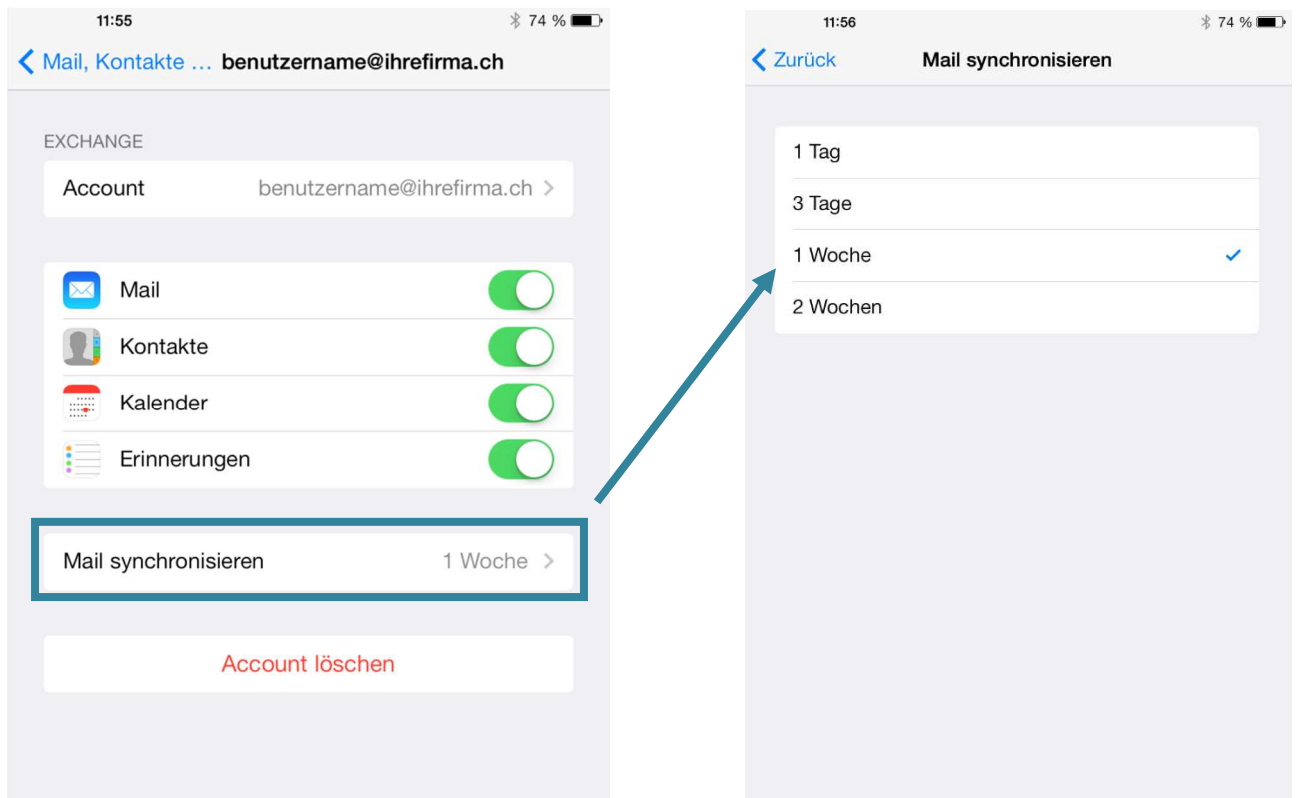 11:55
74 %
Mail, Kontakte ... benutzername@ihrefirma.ch
EXCHANGE
Account benutzername@ihrefirma.ch
Mail
Kontakte
Kalender
Erinnerungen
Mail synchronisieren 1 Woche
Account löschen
11:56
74 %
Zurück Mail synchronisieren
1 Tag
3 Tage
1 Woche
2 Wochen